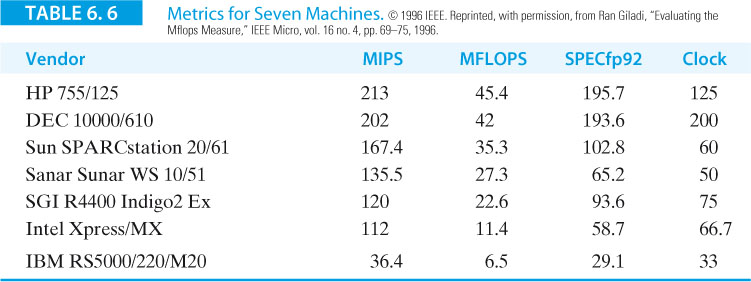 TABLE 6. 6 Metrics for Seven Machines. © 1996 IEEE. Reprinted, with permission, from Ran Giladi, “Evaluating the
Mflops Measure,” IEEE Micro, vol. 16 no. 4, pp. 69–75, 1996.
Vendor MIPS MFLOPS SPECfp92 Clock
HP 755/125 213 45.4 195.7 125
DEC 10000/610 202 42 193.6 200
Sun SPARCstation 20/61 167.4 35.3 102.8 60
Sanar Sunar WS 10/51 135.5 27.3 65.2 50
SGI R4400 Indigo2 Ex 120 22.6 93.6 75
Intel Xpress/MX 112 11.4 58.7 66.7
IBM RS5000/220/M20 36.4 6.5 29.1 33